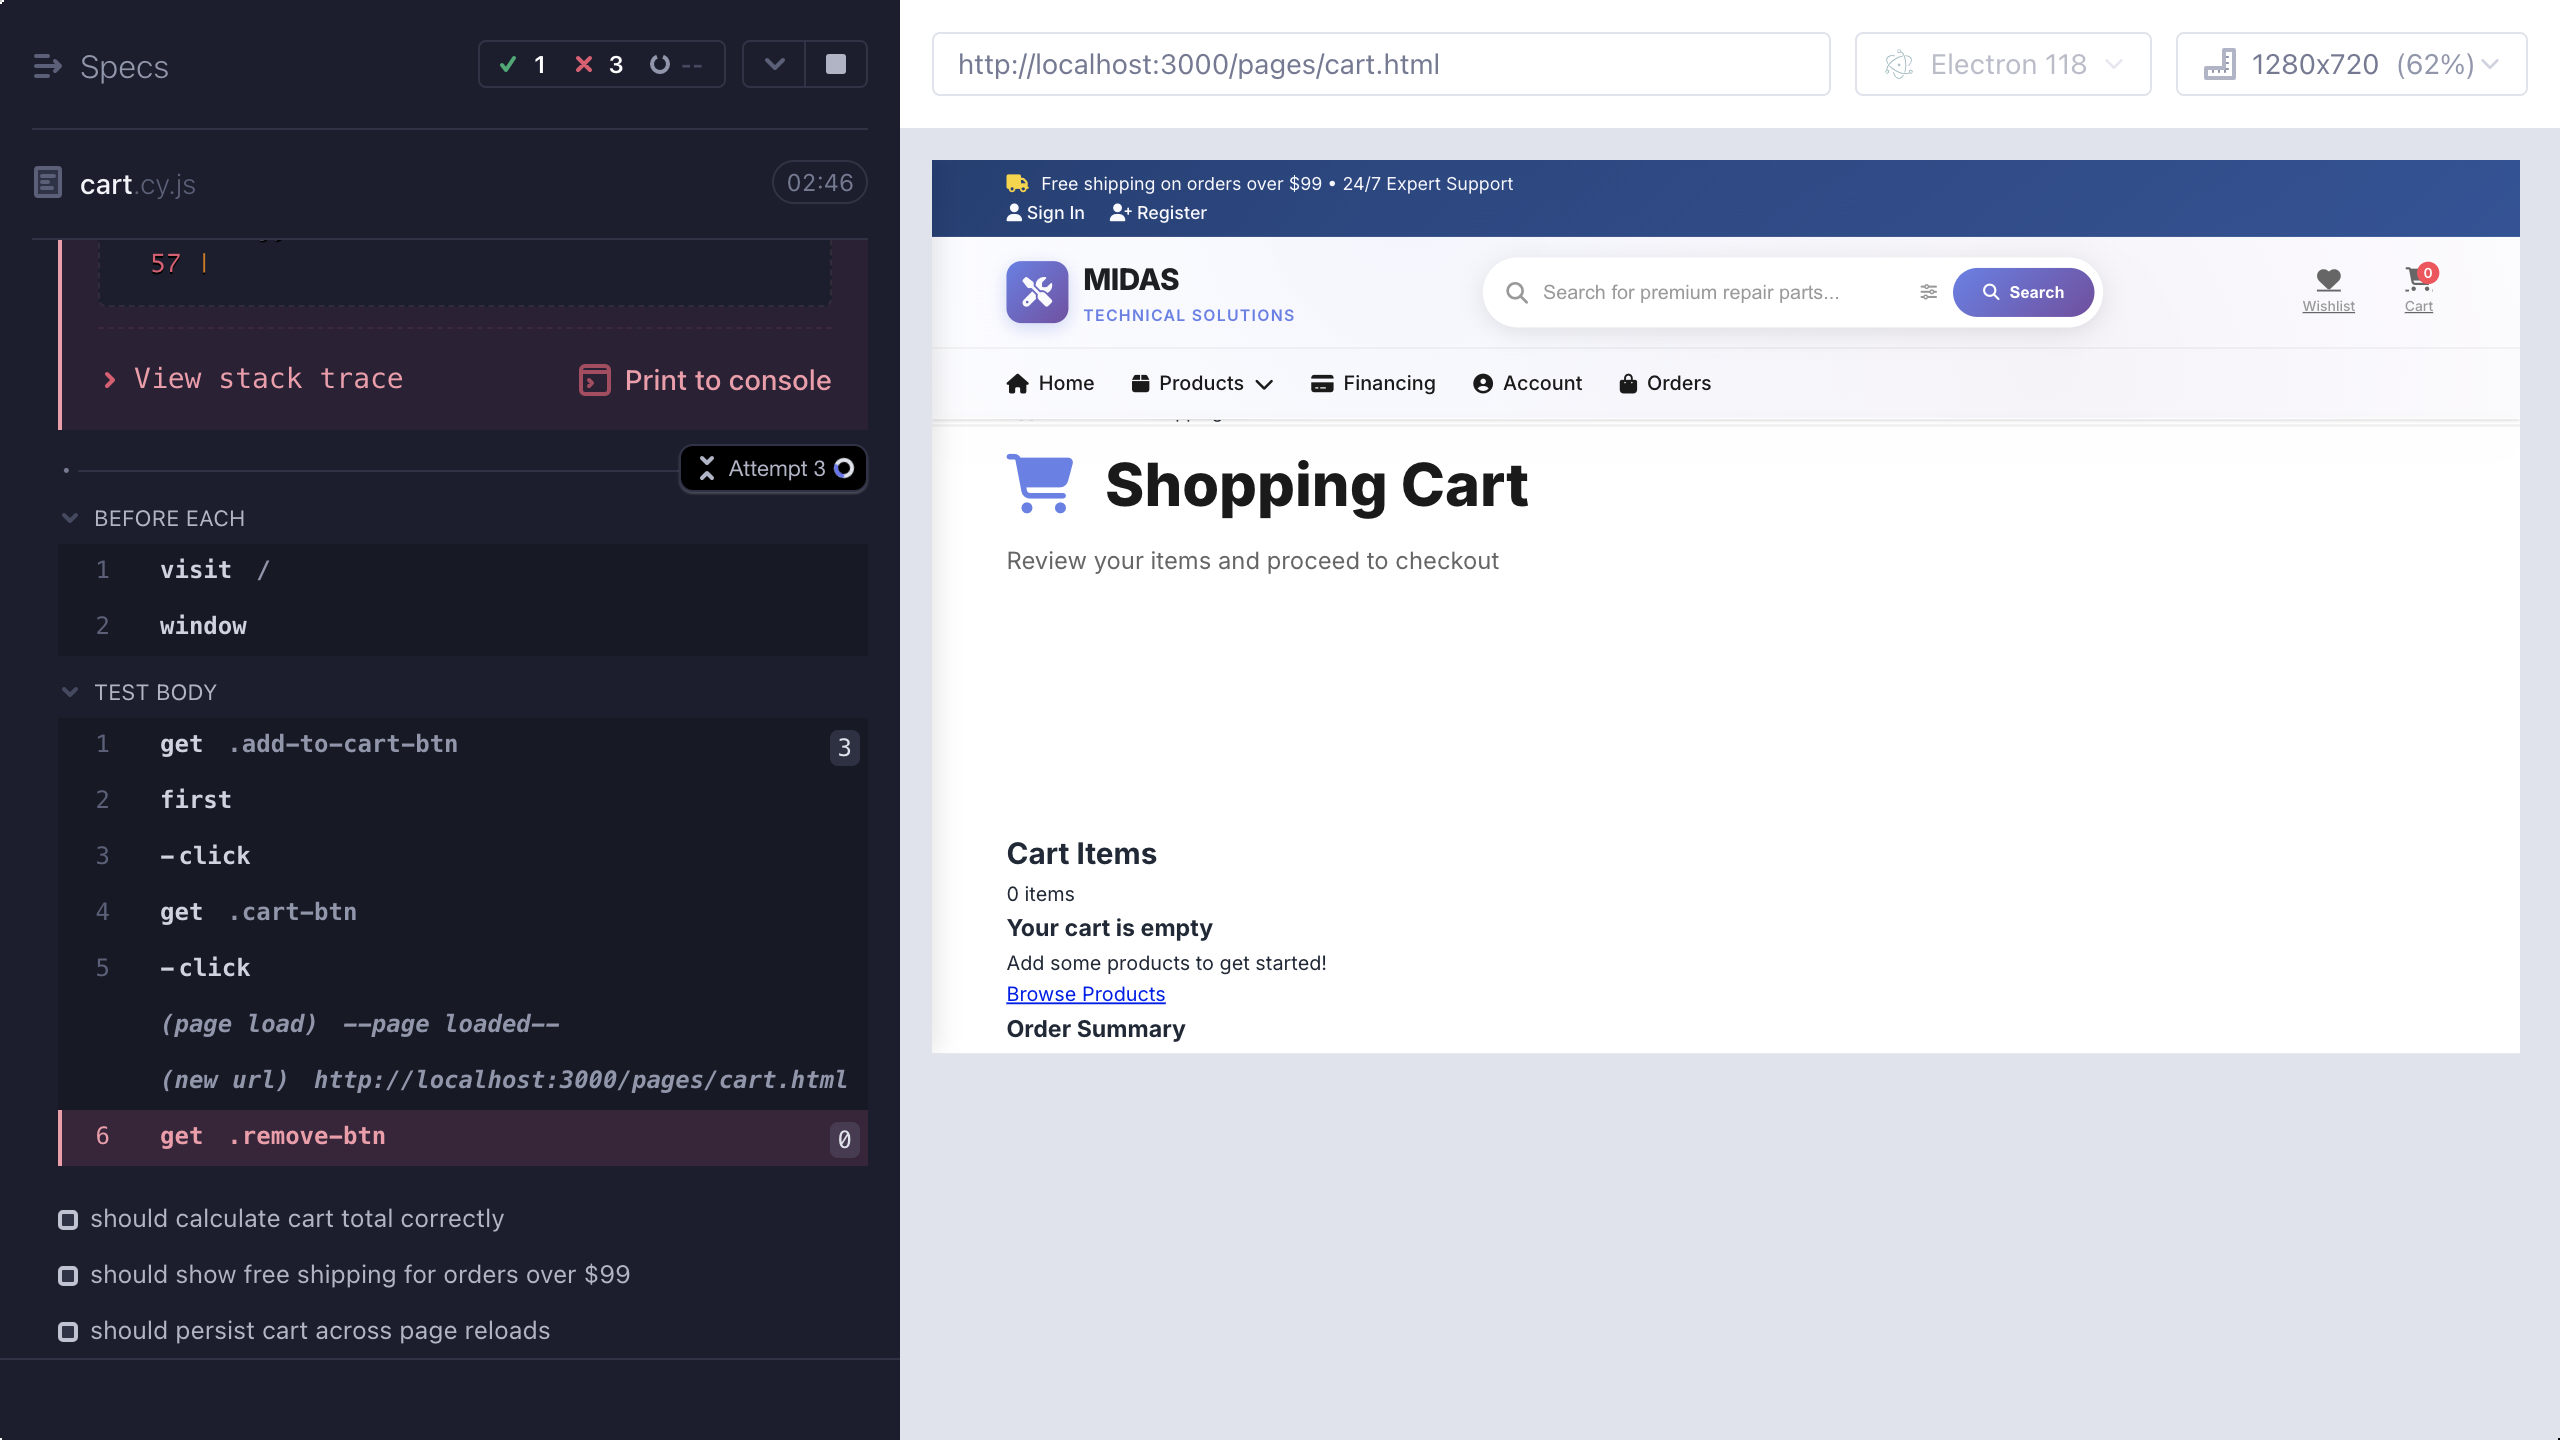 Specs
1 3 --
cart.cy.js
02:46
57 |
View stack trace
Print to console
Attempt 3
BEFORE EACH
1 visit /
2 window
TEST BODY
1 get .add-to-cart-btn 3
2 first
3 -click
4 get .cart-btn
5 -click
(page load) --page loaded--
(new url) http://localhost:3000/pages/cart.html
6 get .remove-btn 0
should calculate cart total correctly
should show free shipping for orders over $99
should persist cart across page reloads
http://localhost:3000/pages/cart.html
Electron 118
1280x720 (62%)
Free shipping on orders over $99 • 24/7 Expert Support
Sign In Register
MIDAS
TECHNICAL SOLUTIONS
Search for premium repair parts...
Search
Wishlist
0
Cart
Home Products Financing Account Orders
Shopping Cart
Review your items and proceed to checkout
Cart Items
0 items
Your cart is empty
Add some products to get started!
Browse Products
Order Summary